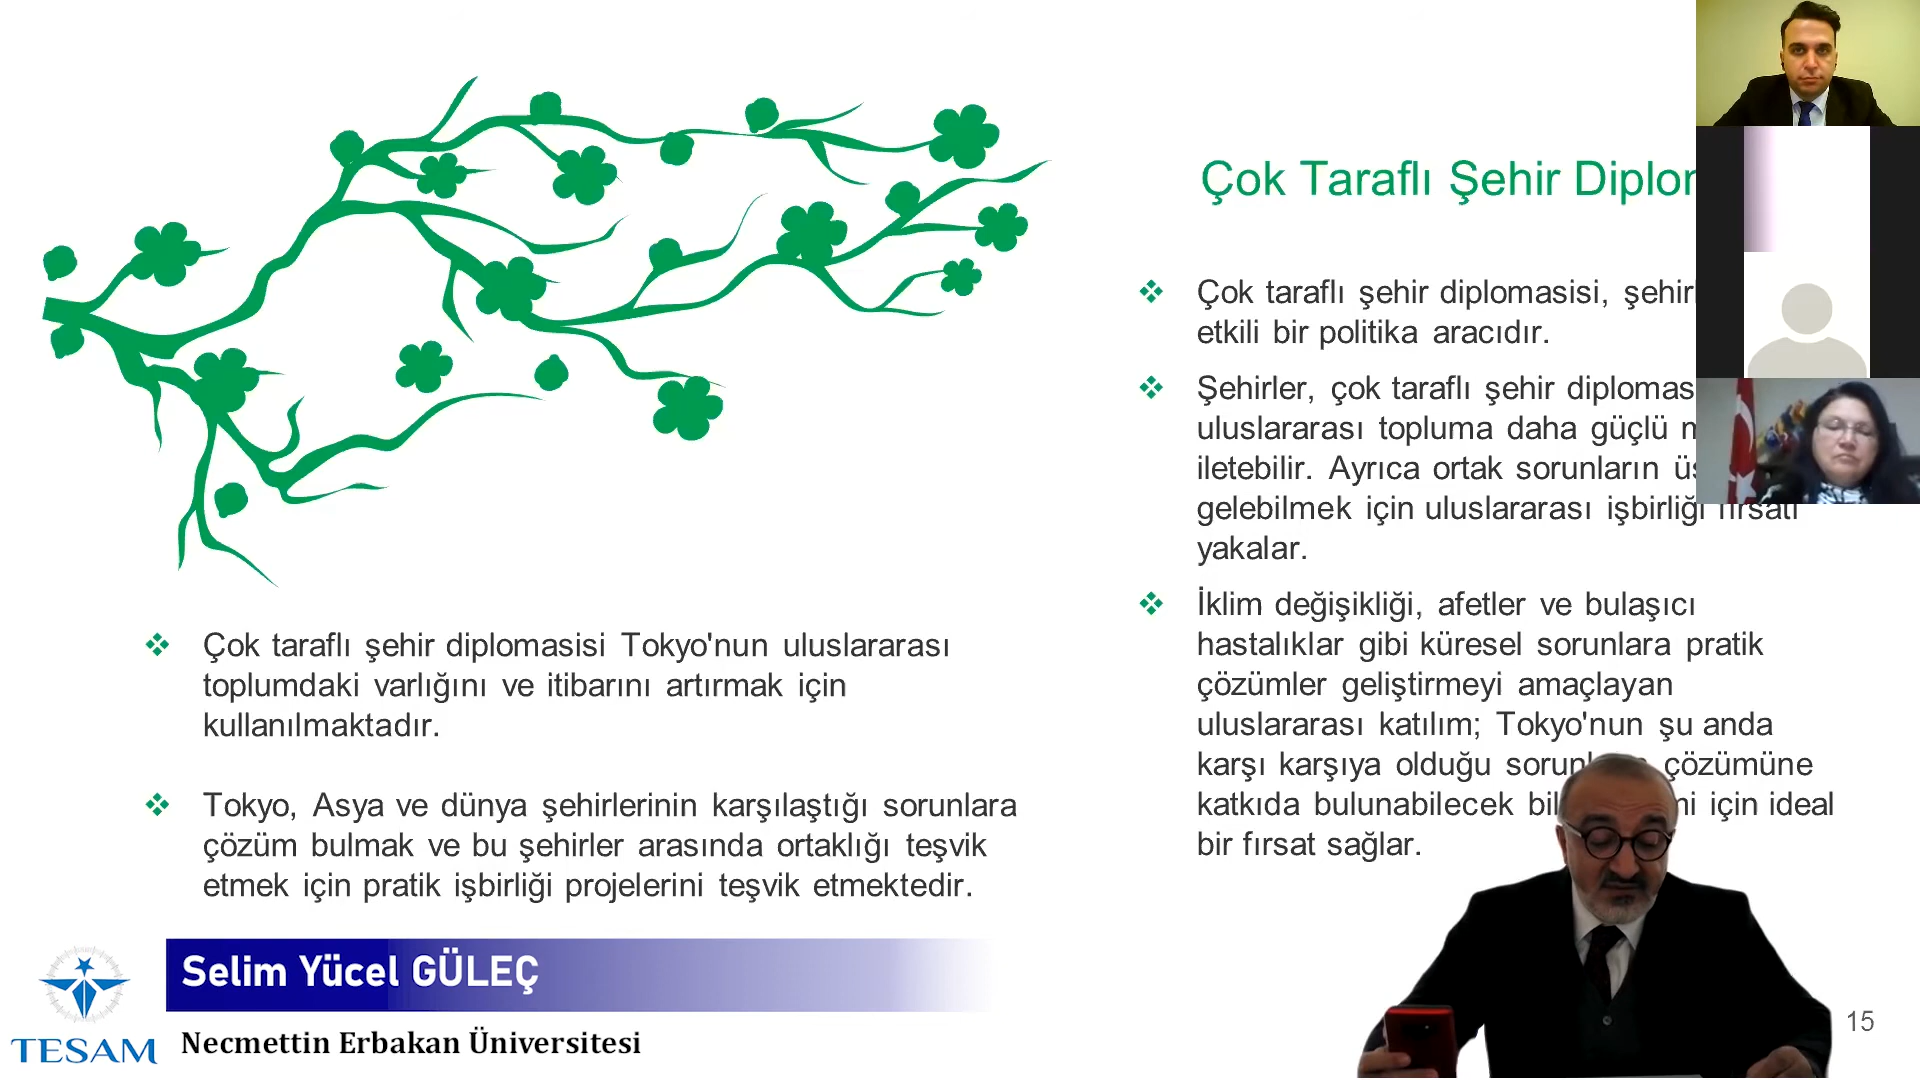 Çok Taraflı Şehir
Çok taraflı şehir diplomasisi,
etkili bir politika aracıdır.
Şehirler, çok taraflı şehir
uluslararası topluma daha güçlü
iletebilir. Ayrıca ortak sorunların
gelebilmek için uluslararası işbirliği fırsatı
yakalar.
İklim değişikliği, afetler ve bulaşıcı
hastalıklar gibi küresel sorunlara pratik
çözümler geliştirmeyi amaçlayan
uluslararası katılım; Tokyo'nun şu anda
karşı karşıya olduğu çözümüne
katkıda bulunabilecek için ideal
bir fırsat sağlar.
Çok taraflı şehir diplomasisi Tokyo'nun uluslararası
toplumdaki varlığını ve itibarını artırmak için
kullanılmaktadır.
Tokyo, Asya ve dünya şehirlerinin karşılaştığı sorunlara
çözüm bulmak ve bu şehirler arasında ortaklığı teşvik
etmek için pratik işbirliği projelerini teşvik etmektedir.
Selim Yücel GÜLEÇ
Necmettin Erbakan Üniversitesi
TESAM
15